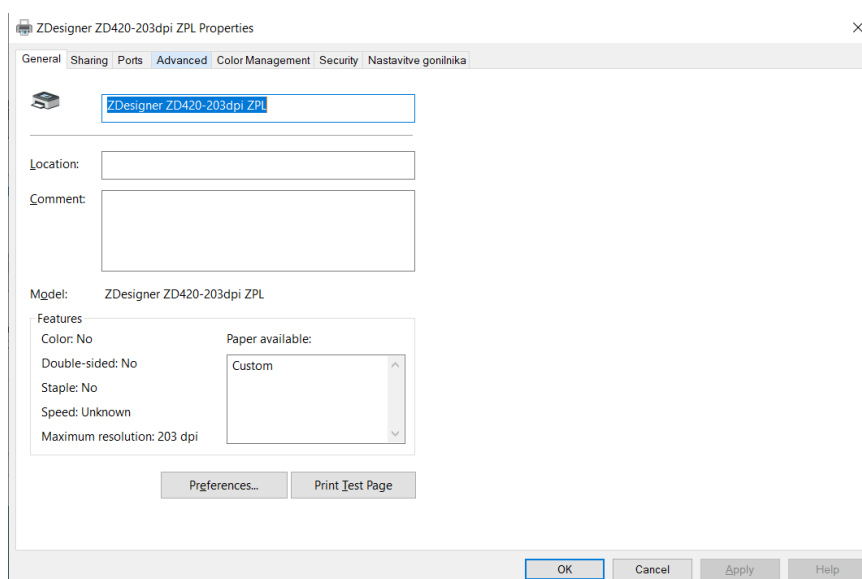 ZDesigner ZD420-203dpi ZPL Properties
General Sharing Ports Advanced Color Management Security Nastavitve gonilnika
ZDesigner ZD420-203dpi ZPL
Location:
Comment:
Model: ZDesigner ZD420-203dpi ZPL
Features
Color: No Paper available:
Double-sided: No Custom
Staple: No
Speed: Unknown
Maximum resolution: 203 dpi
Preferences... Print Test Page
OK Cancel Apply Help